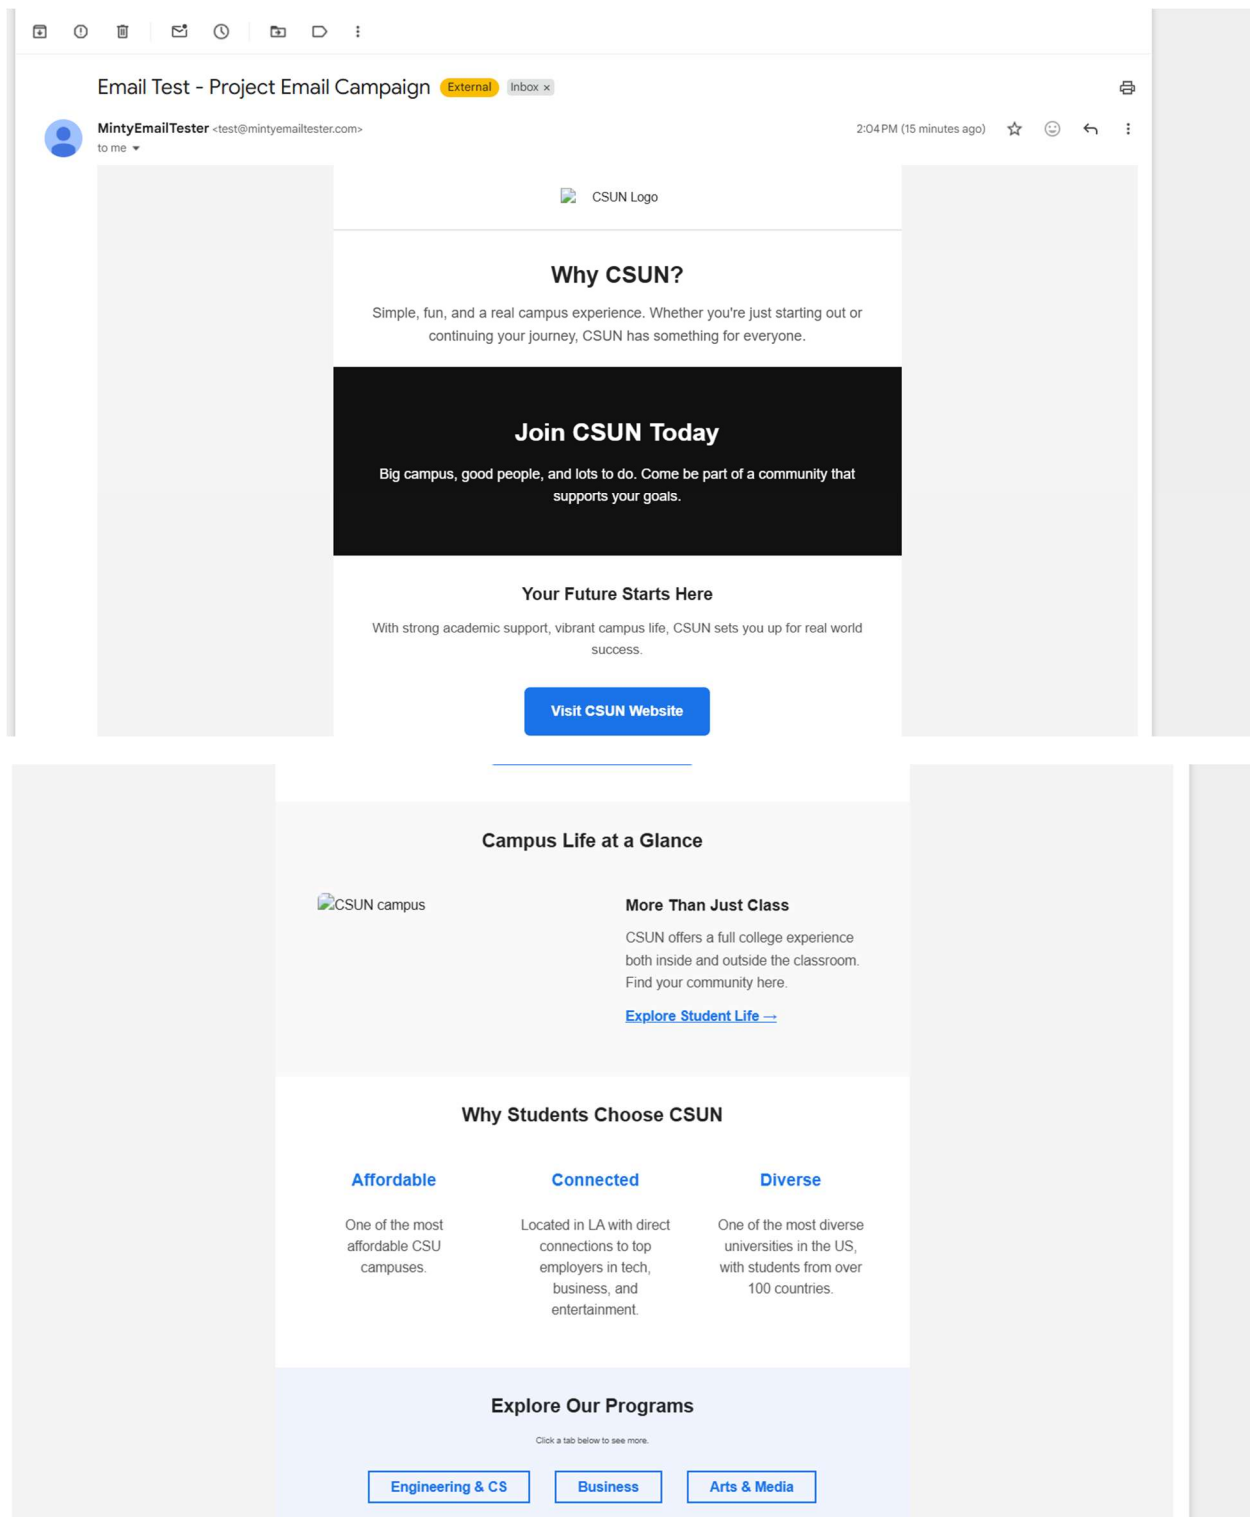 Email Test - Project Email Campaign External Inbox ×
MintyEmailTester <test@mintyemailtester.com> 2:04 PM (15 minutes ago)
to me
CSUN Logo
Why CSUN?
Simple, fun, and a real campus experience. Whether you're just starting out or
continuing your journey, CSUN has something for everyone.
Join CSUN Today
Big campus, good people, and lots to do. Come be part of a community that
supports your goals.
Your Future Starts Here
With strong academic support, vibrant campus life, CSUN sets you up for real world
success.
Visit CSUN Website
Campus Life at a Glance
CSUN campus
More Than Just Class
CSUN offers a full college experience
both inside and outside the classroom.
Find your community here.
Explore Student Life →
Why Students Choose CSUN
Affordable
One of the most
affordable CSU
campuses.
Connected
Located in LA with direct
connections to top
employers in tech,
business, and
entertainment.
Diverse
One of the most diverse
universities in the US,
with students from over
100 countries.
Explore Our Programs
Click a tab below to see more.
Engineering & CS Business Arts & Media